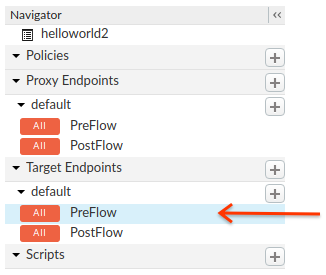 Navigator
helloworld2
Policies
Proxy Endpoints
default
All PreFlow
All PostFlow
Target Endpoints
default
All PreFlow
All PostFlow
Scripts